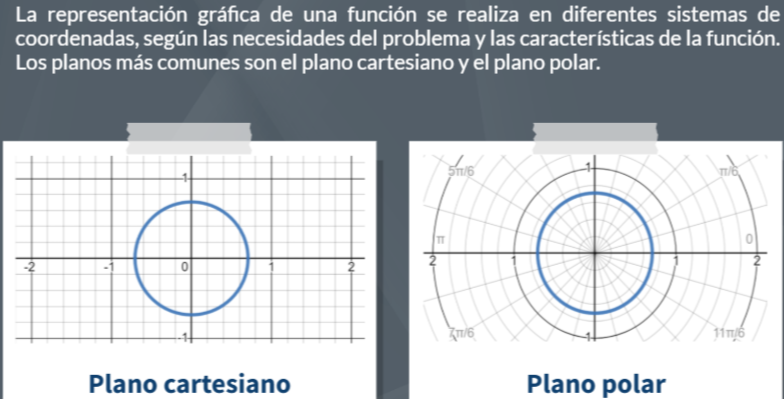 La representación gráfica de una función se realiza en diferentes sistemas de
coordenadas, según las necesidades del problema y las características de la función.
Los planos más comunes son el plano cartesiano y el plano polar.
1
-2 -1 0 1 2
-1
Plano cartesiano
5π/6 1 π/6
π 0
2 1 1 2
7π/6 -1 11π/6
Plano polar